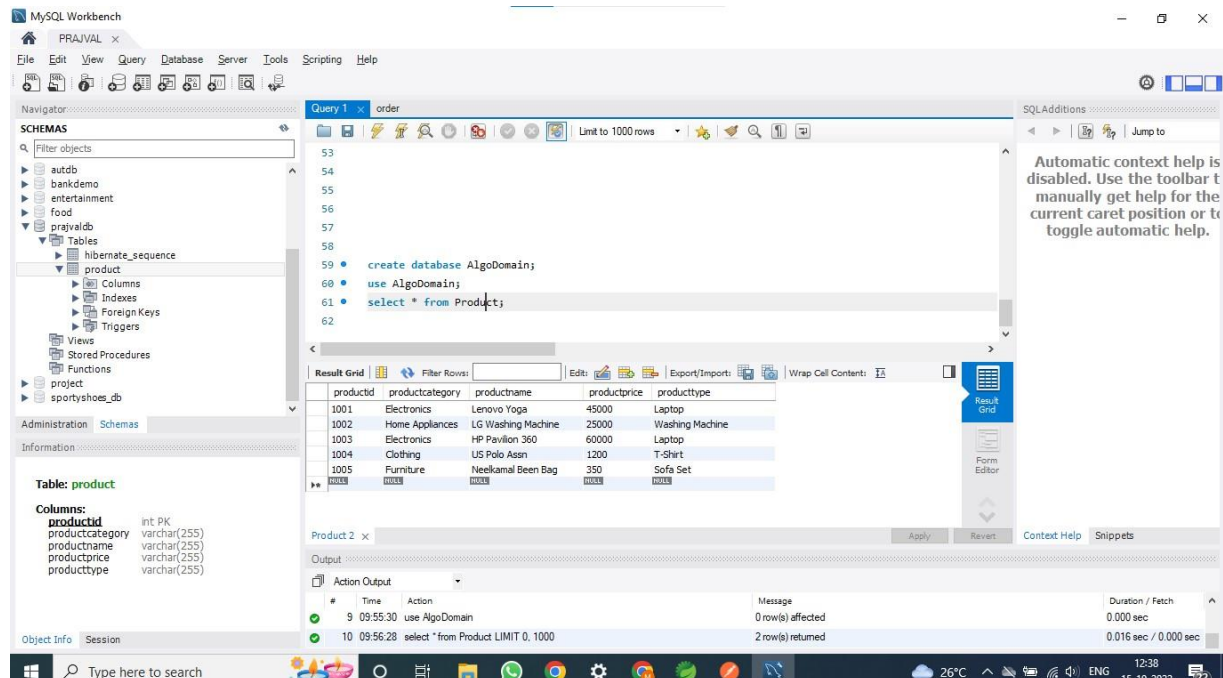 MySQL Workbench
PRAJVAL ×
File Edit View Query Database Server Tools Scripting Help
Navigator
SCHEMAS
Filter objects
autdb
bankdemo
entertainment
food
prajvaldb
Tables
hibernate_sequence
product
Columns
Indexes
Foreign Keys
Triggers
Views
Stored Procedures
Functions
project
sportyshoes_db
Administration Schemas
Information
Table: product
Columns:
productid int PK
productcategory varchar(255)
productname varchar(255)
productprice varchar(255)
producttype varchar(255)
Object Info Session
Query 1 × order
Limit to 1000 rows
53
54
55
56
57
58
59 create database AlgoDomain;
60 use AlgoDomain;
61 select * from Product;
62
Result Grid Filter Rows: Edit: Export/Import: Wrap Cell Content:
productid productcategory productname productprice producttype
1001 Electronics Lenovo Yoga 45000 Laptop
1002 Home Appliances LG Washing Machine 25000 Washing Machine
1003 Electronics HP Pavilion 360 60000 Laptop
1004 Clothing US Polo Assn 1200 T-Shirt
1005 Furniture Neelkamal Been Bag 350 Sofa Set
NULL NULL NULL NULL NULL
Result Grid
Form Editor
Product 2 × Apply Revert
Output
Action Output
# Time Action Message Duration / Fetch
9 09:55:30 use AlgoDomain 0 row(s) affected 0.000 sec
10 09:56:28 select * from Product LIMIT 0, 1000 2 row(s) returned 0.016 sec / 0.000 sec
SQLAdditions
Jump to
Automatic context help is
disabled. Use the toolbar t
manually get help for the
current caret position or to
toggle automatic help.
Context Help Snippets
Type here to search
26°C ENG 12:38